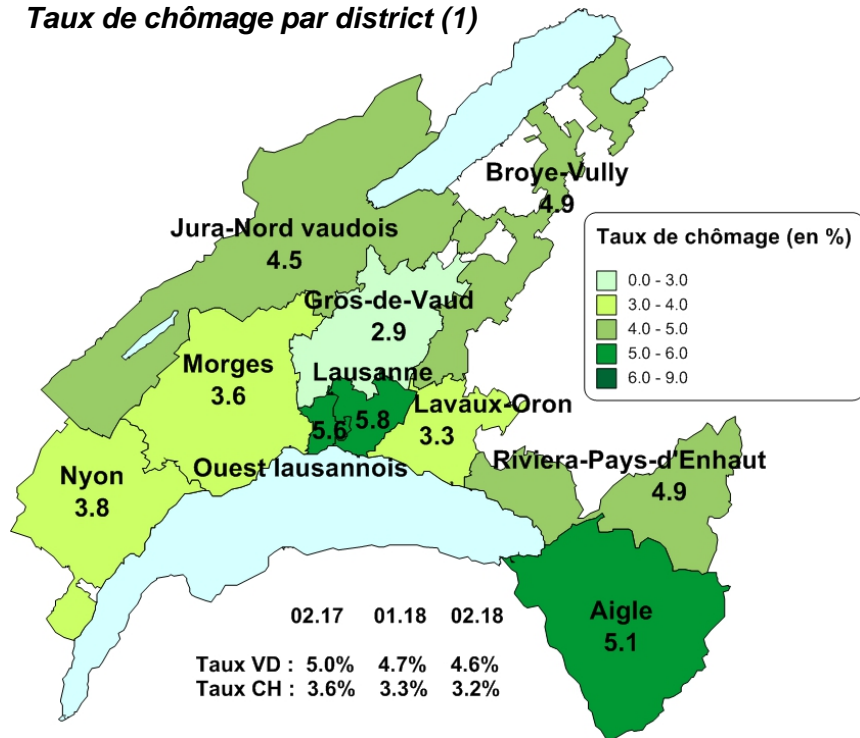 Taux de chômage par district (1)
Broye-Vully
4.9
Jura-Nord vaudois
4.5
Taux de chômage (en %)
0.0 - 3.0
3.0 - 4.0
4.0 - 5.0
5.0 - 6.0
6.0 - 9.0
Gros-de-Vaud
2.9
Morges
3.6
Lausanne
5.8
5.6
Lavaux-Oron
3.3
Ouest lausannois
Riviera-Pays-d'Enhaut
4.9
Nyon
3.8
Aigle
5.1
02.17 01.18 02.18
Taux VD : 5.0% 4.7% 4.6%
Taux CH : 3.6% 3.3% 3.2%